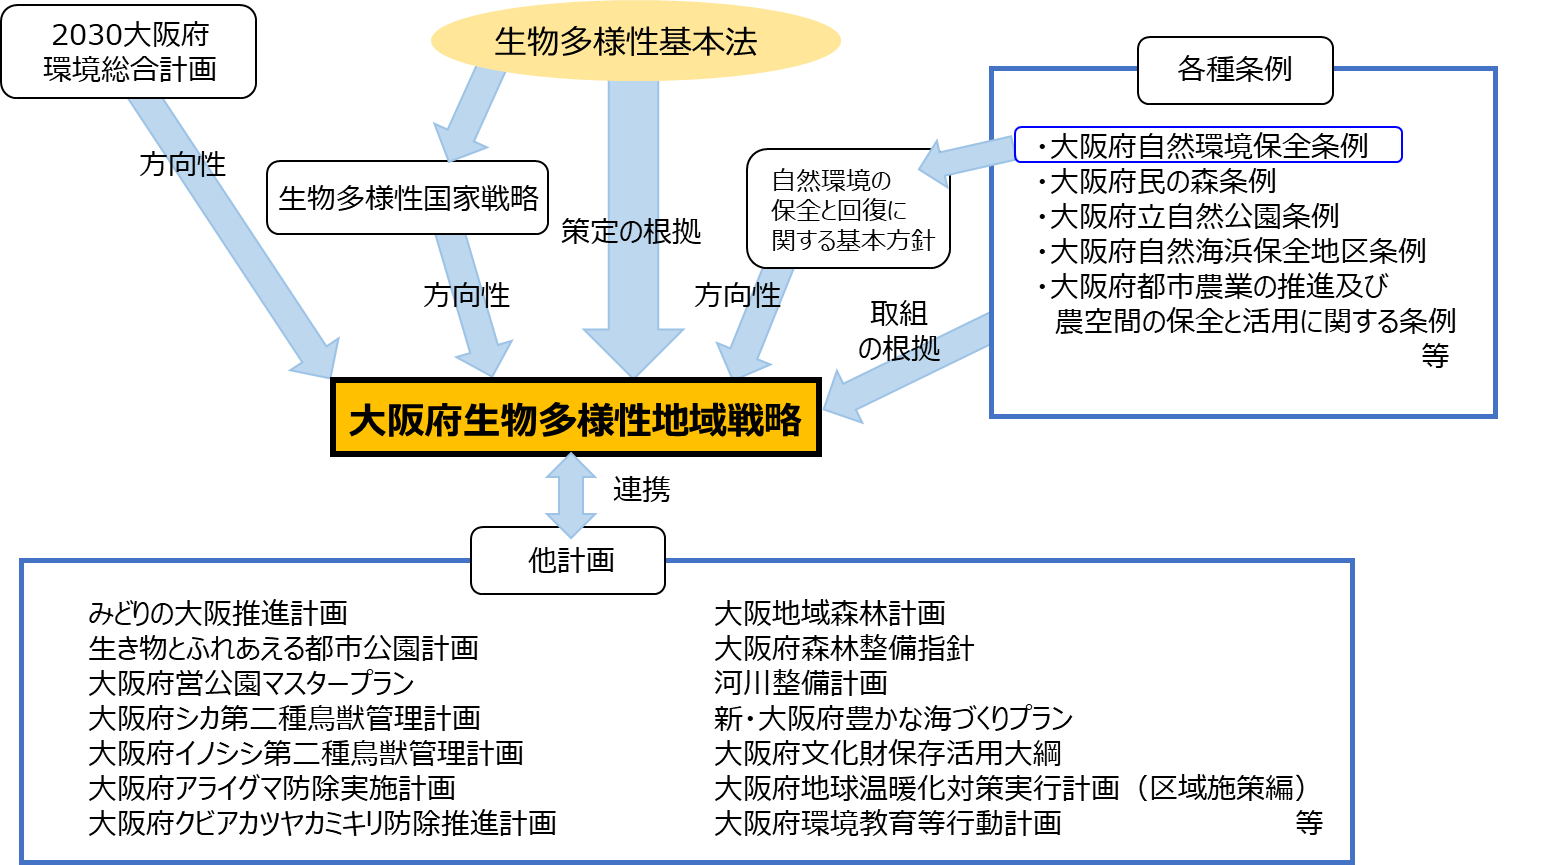 2030大阪府
環境総合計画
生物多様性基本法
各種条例
方向性
生物多様性国家戦略
策定の根拠
自然環境の
保全と回復に
関する基本方針
・大阪府自然環境保全条例
・大阪府民の森条例
・大阪府立自然公園条例
・大阪府自然海浜保全地区条例
・大阪府都市農業の推進及び
農空間の保全と活用に関する条例
等
方向性
方向性
取組
の根拠
大阪府生物多様性地域戦略
連携
他計画
みどりの大阪推進計画
生き物とふれあえる都市公園計画
大阪府営公園マスタープラン
大阪府シカ第二種鳥獣管理計画
大阪府イノシシ第二種鳥獣管理計画
大阪府アライグマ防除実施計画
大阪府クビアカツヤカミキリ防除推進計画
大阪地域森林計画
大阪府森林整備指針
河川整備計画
新・大阪府豊かな海づくりプラン
大阪府文化財保存活用大綱
大阪府地球温暖化対策実行計画（区域施策編）
大阪府環境教育等行動計画 等